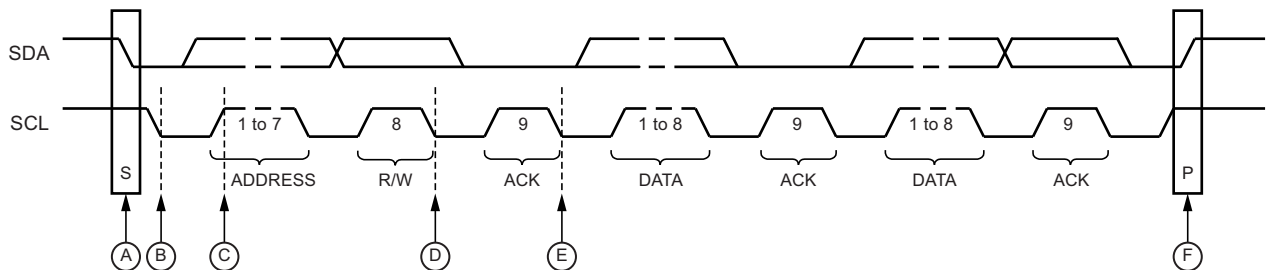 SDA
SCL
1 to 7 8 9 1 to 8 9 1 to 8 9
S P
ADDRESS R/W ACK DATA ACK DATA ACK
A B C D E F